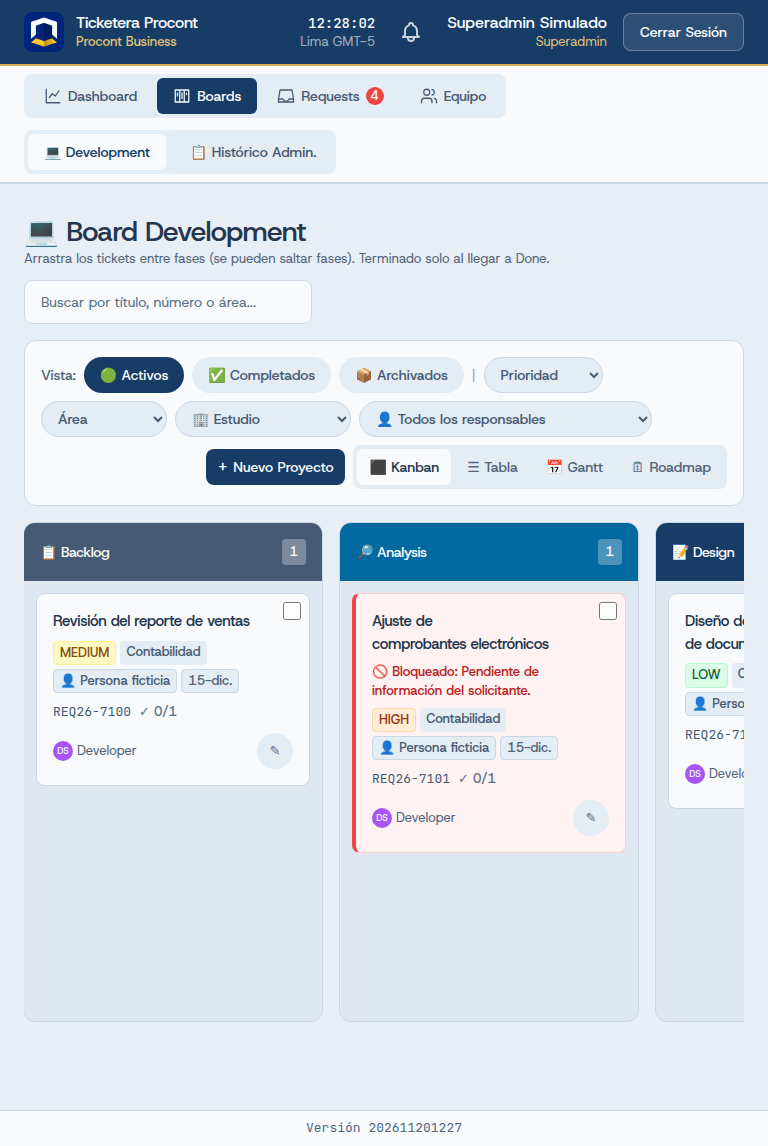 Ticketera Procont
Procont Business
12:28:02
Lima GMT-5
Superadmin Simulado
Superadmin
Cerrar Sesión
Dashboard
Boards
Requests 4
Equipo
Development
Histórico Admin.
Board Development
Arrastra los tickets entre fases (se pueden saltar fases). Terminado solo al llegar a Done.
Buscar por título, número o área...
Vista:
Activos
Completados
Archivados
|
Prioridad
Área
Estudio
Todos los responsables
+ Nuevo Proyecto
Kanban
Tabla
Gantt
Roadmap
Backlog 1
Revisión del reporte de ventas
MEDIUM Contabilidad
Persona ficticia 15-dic.
REQ26-7100 ✓ 0/1
DS Developer
Analysis 1
Ajuste de
comprobantes electrónicos
Bloqueado: Pendiente de
información del solicitante.
HIGH Contabilidad
Persona ficticia 15-dic.
REQ26-7101 ✓ 0/1
DS Developer
Design
Diseño
LOW
DS
Versión 202611201227